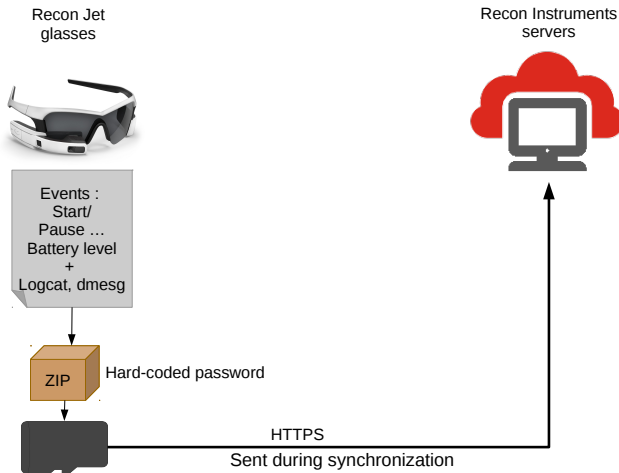 Recon Jet
glasses
Recon Instruments
servers
Events :
Start/
Pause ...
Battery level
+
Logcat, dmesg
ZIP
Hard-coded password
HTTPS
Sent during synchronization